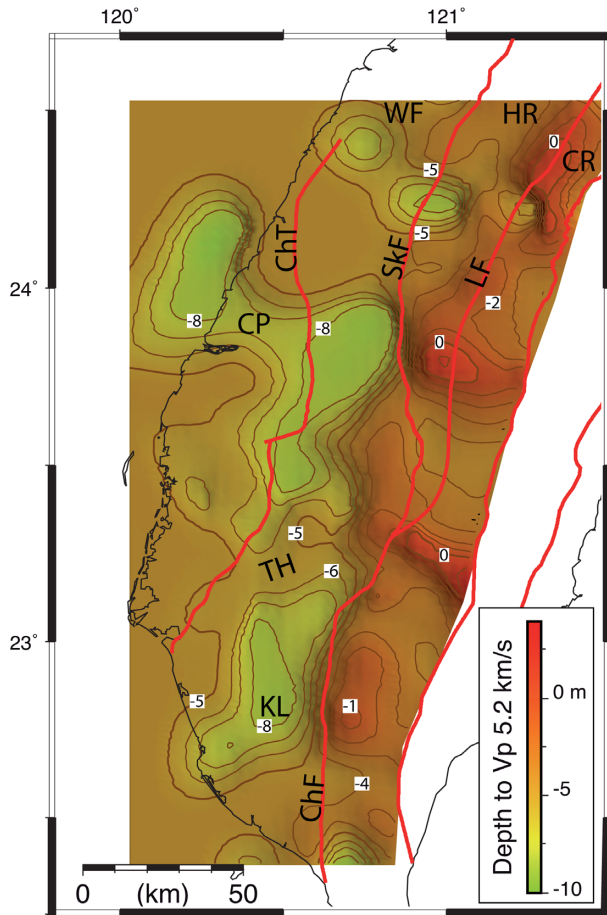 120° 121°
WF HR
0
CR
-5
-5
ChT SkF LF
24°
-2
-8 CP -8
0
-5
TH -6
0
23°
-5
KL
-8
-1
-4
ChF
Depth to Vp 5.2 km/s
0 m
-5
-10
0 (km) 50